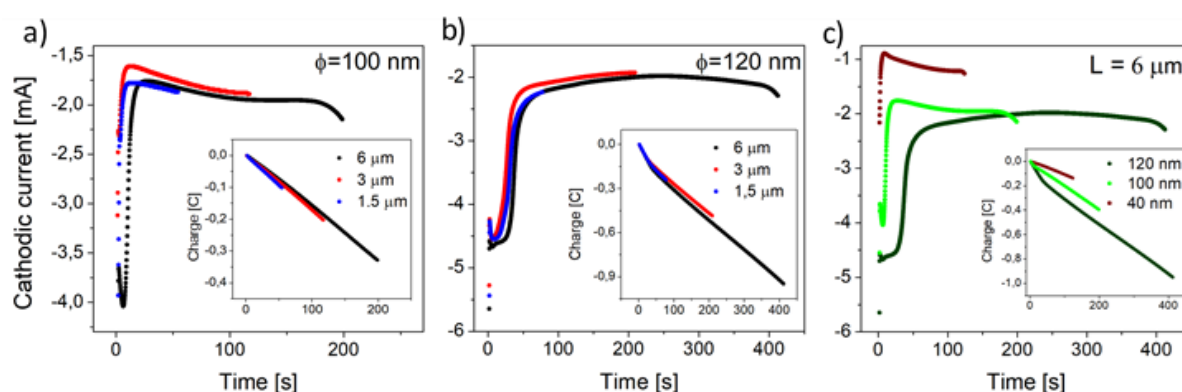 a)
ϕ=100 nm
Cathodic current [mA]
-1,5
-2,0
-2,5
-3,0
-3,5
-4,0
0
100
200
Time [s]
Charge [C]
0,0
-0,1
-0,2
-0,3
-0,4
0
100
200
6 μm
3 μm
1.5 μm
b)
ϕ=120 nm
-2
-3
-4
-5
-6
0
100
200
300
400
Time [s]
Charge [C]
0,0
-0,3
-0,6
-0,9
0
100
200
300
400
6 μm
3 μm
1,5 μm
c)
L = 6 μm
-1
-2
-3
-4
-5
-6
0
100
200
300
400
Time [s]
Charge [C]
0,0
-0,2
-0,4
-0,6
-0,8
-1,0
0
200
400
120 nm
100 nm
40 nm